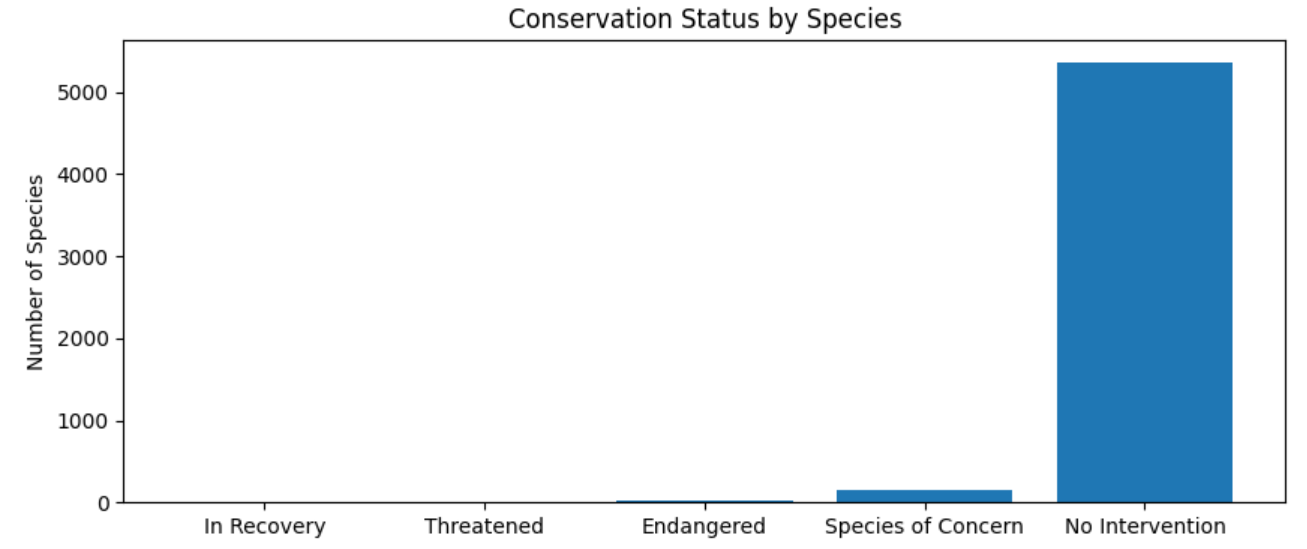 Conservation Status by Species
Number of Species
5000
4000
3000
2000
1000
0
In Recovery
Threatened
Endangered
Species of Concern
No Intervention